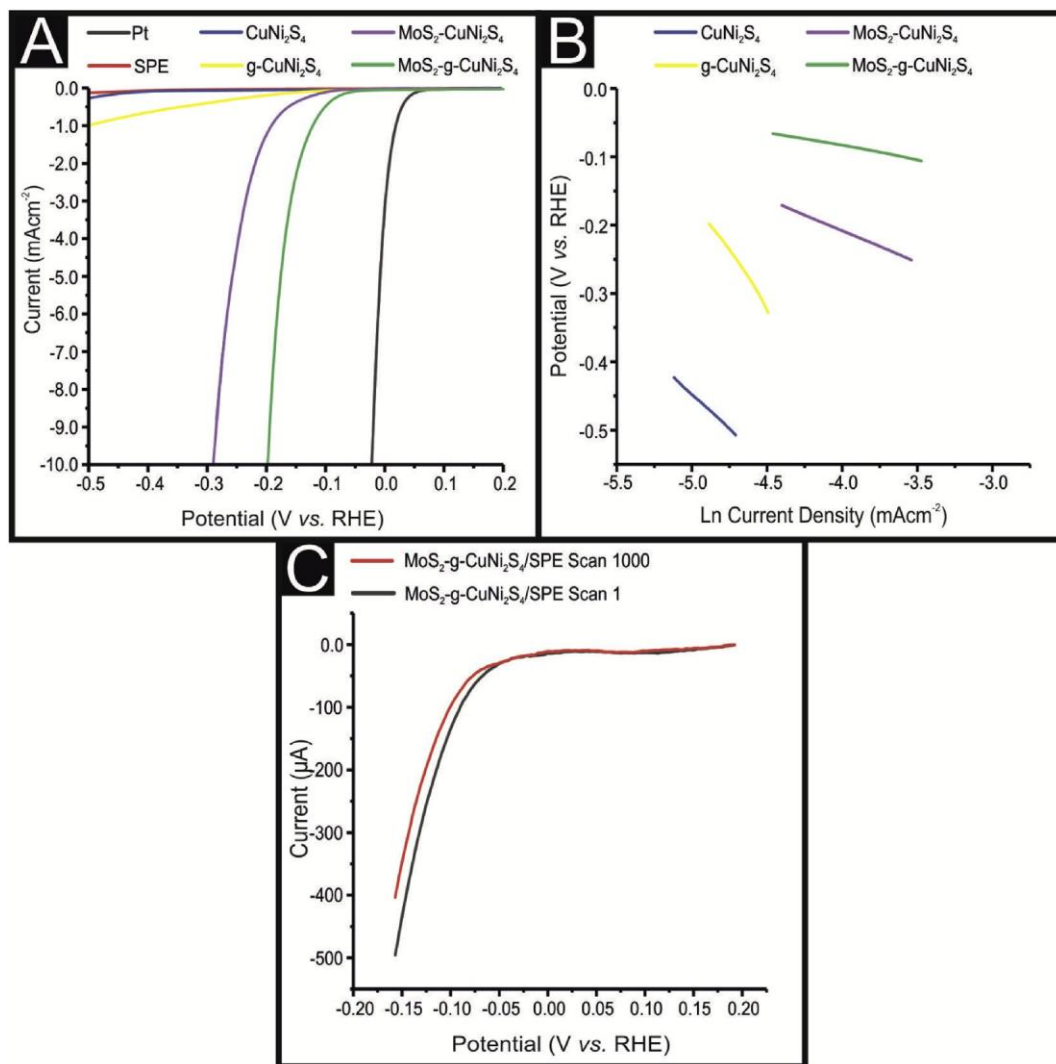 A
Pt CuNi₂S₄ MoS₂-CuNi₂S₄
SPE g-CuNi₂S₄ MoS₂-g-CuNi₂S₄
0.0
-1.0
-2.0
-3.0
-4.0
-5.0
-6.0
-7.0
-8.0
-9.0
-10.0
Current (mAcm⁻²)
-0.5 -0.4 -0.3 -0.2 -0.1 0.0 0.1 0.2
Potential (V vs. RHE)
B
CuNi₂S₄ MoS₂-CuNi₂S₄
g-CuNi₂S₄ MoS₂-g-CuNi₂S₄
0.0
-0.1
-0.2
-0.3
-0.4
-0.5
Potential (V vs. RHE)
-5.5 -5.0 -4.5 -4.0 -3.5 -3.0
Ln Current Density (mAcm⁻²)
C
MoS₂-g-CuNi₂S₄/SPE Scan 1000
MoS₂-g-CuNi₂S₄/SPE Scan 1
0.0
-100
-200
-300
-400
-500
Current (µA)
-0.20 -0.15 -0.10 -0.05 0.00 0.05 0.10 0.15 0.20
Potential (V vs. RHE)